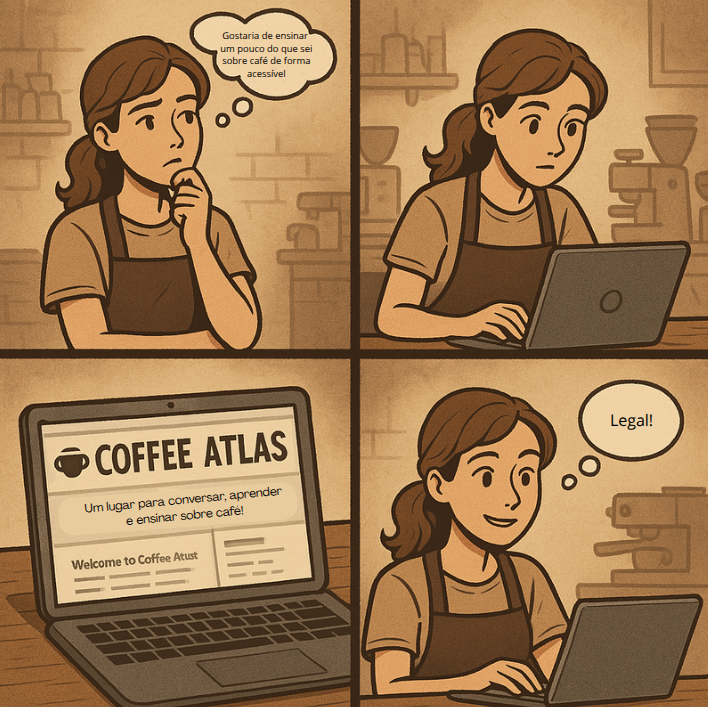 Gostaria de ensinar
um pouco do que sei
sobre café de forma
acessível
COFFEE ATLAS
Um lugar para conversar, aprender
e ensinar sobre café!
Welcome to Coffee Atust
Legal!